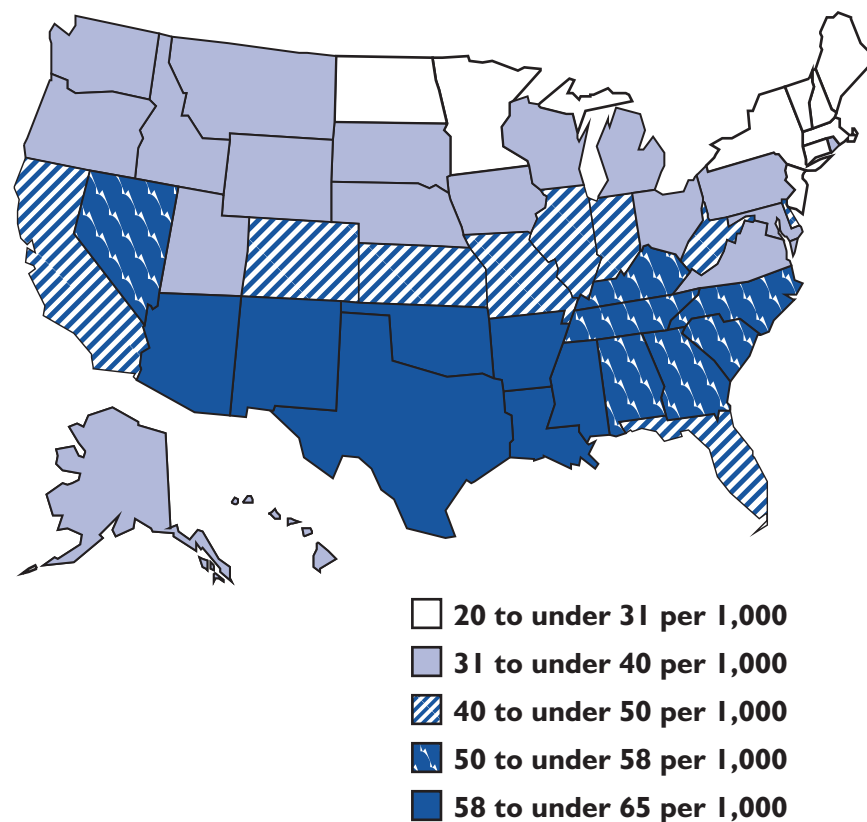 20 to under 31 per 1,000
31 to under 40 per 1,000
40 to under 50 per 1,000
50 to under 58 per 1,000
58 to under 65 per 1,000